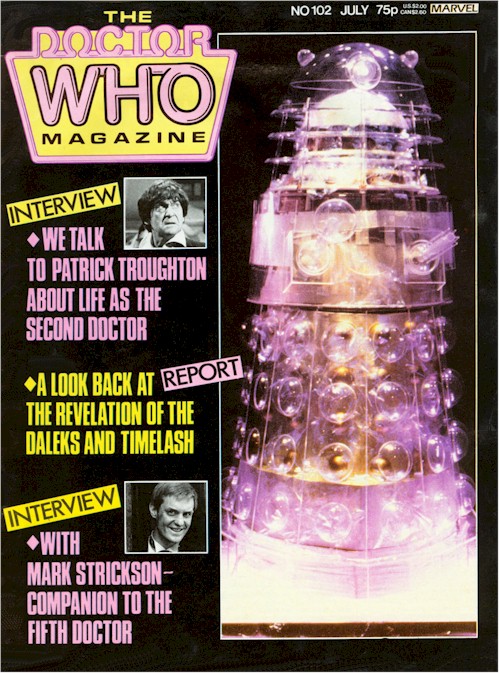 NO 102 JULY 75p U.S.$2.00
CAN$2.60 MARVEL
THE
DOCTOR
WHO
MAGAZINE
INTERVIEW
◆WE TALK
TO PATRICK TROUGHTON
ABOUT LIFE AS THE
SECOND DOCTOR
REPORT
◆A LOOK BACK AT
THE REVELATION OF THE
DALEKS AND TIMELASH
INTERVIEW
◆WITH
MARK STRICKSON–
COMPANION TO THE
FIFTH DOCTOR